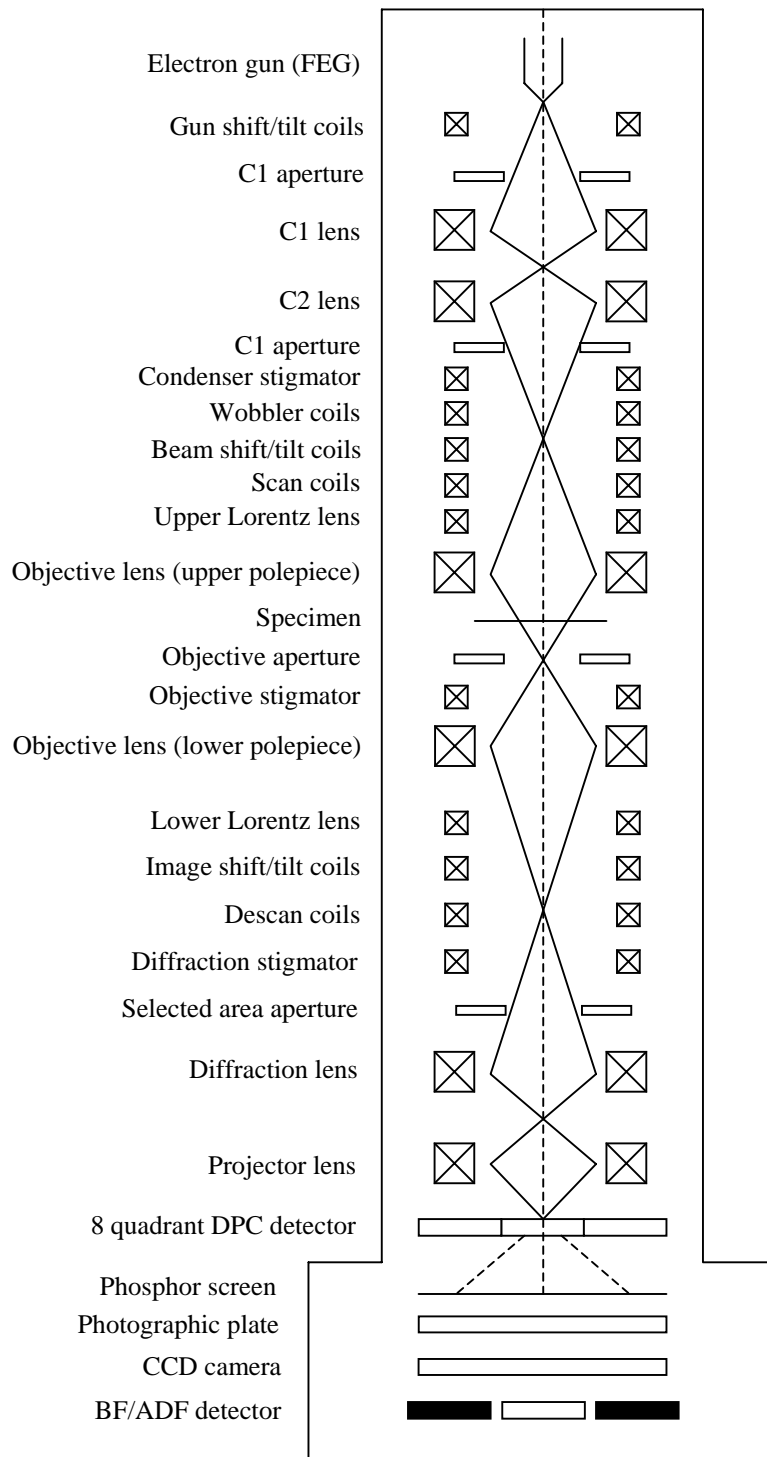 Electron gun (FEG)
Gun shift/tilt coils
C1 aperture
C1 lens
C2 lens
C1 aperture
Condenser stigmator
Wobbler coils
Beam shift/tilt coils
Scan coils
Upper Lorentz lens
Objective lens (upper polepiece)
Specimen
Objective aperture
Objective stigmator
Objective lens (lower polepiece)
Lower Lorentz lens
Image shift/tilt coils
Descan coils
Diffraction stigmator
Selected area aperture
Diffraction lens
Projector lens
8 quadrant DPC detector
Phosphor screen
Photographic plate
CCD camera
BF/ADF detector